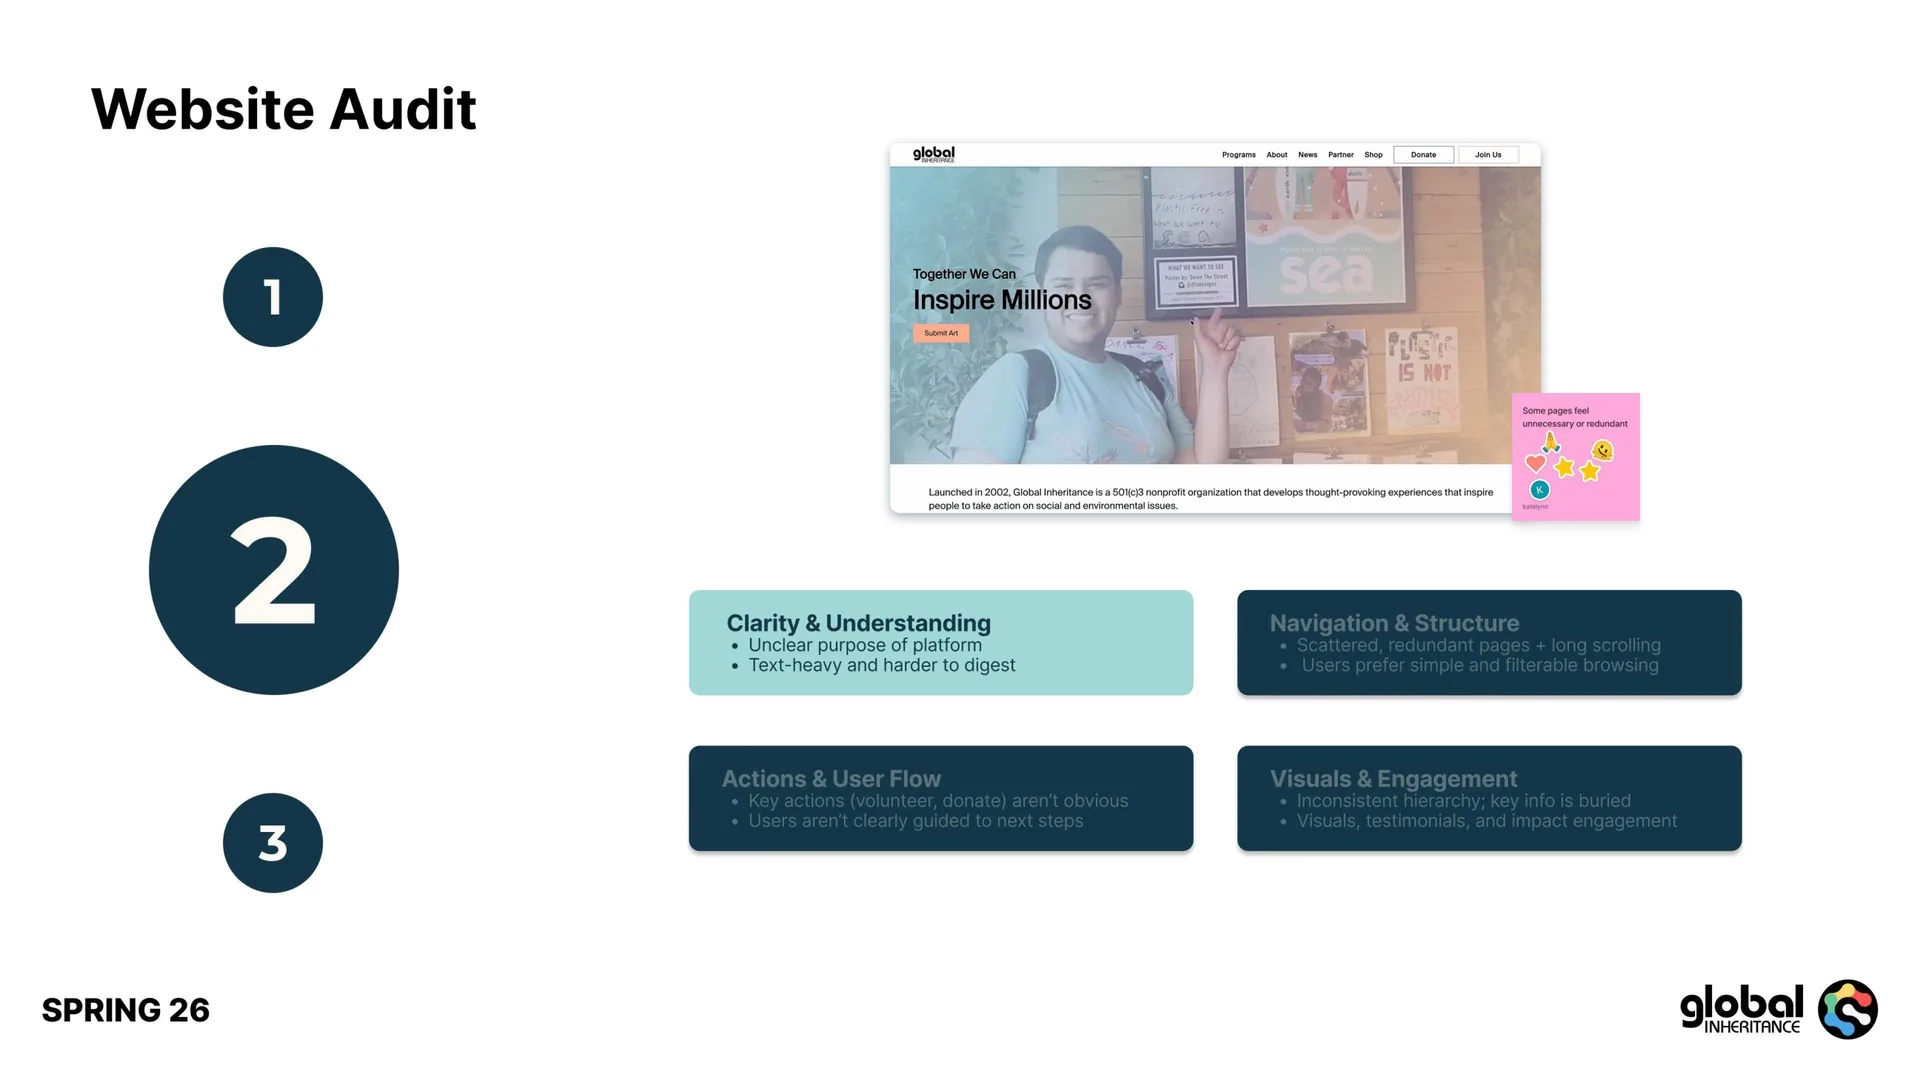 Website Audit
1
2
3
global
INHERITANCE
Programs About News Partner Shop Donate Join Us
Together We Can
Inspire Millions
Submit Art
WHAT WE WANT TO SEE
sea
IS NOT
Launched in 2002, Global Inheritance is a 501(c)3 nonprofit organization that develops thought-provoking experiences that inspire
people to take action on social and environmental issues.
Some pages feel
unnecessary or redundant
K
katelynn
Clarity & Understanding
• Unclear purpose of platform
• Text-heavy and harder to digest
Navigation & Structure
• Scattered, redundant pages + long scrolling
• Users prefer simple and filterable browsing
Actions & User Flow
• Key actions (volunteer, donate) aren't obvious
• Users aren't clearly guided to next steps
Visuals & Engagement
• Inconsistent hierarchy; key info is buried
• Visuals, testimonials, and impact engagement
SPRING 26
global
INHERITANCE